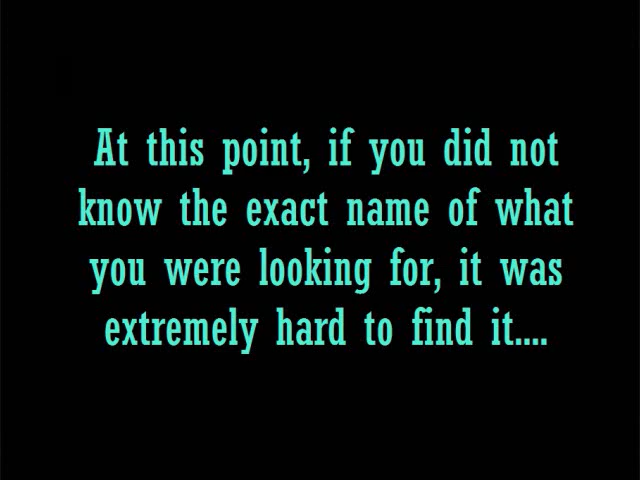 At this point, if you did not
know the exact name of what
you were looking for, it was
extremely hard to find it....